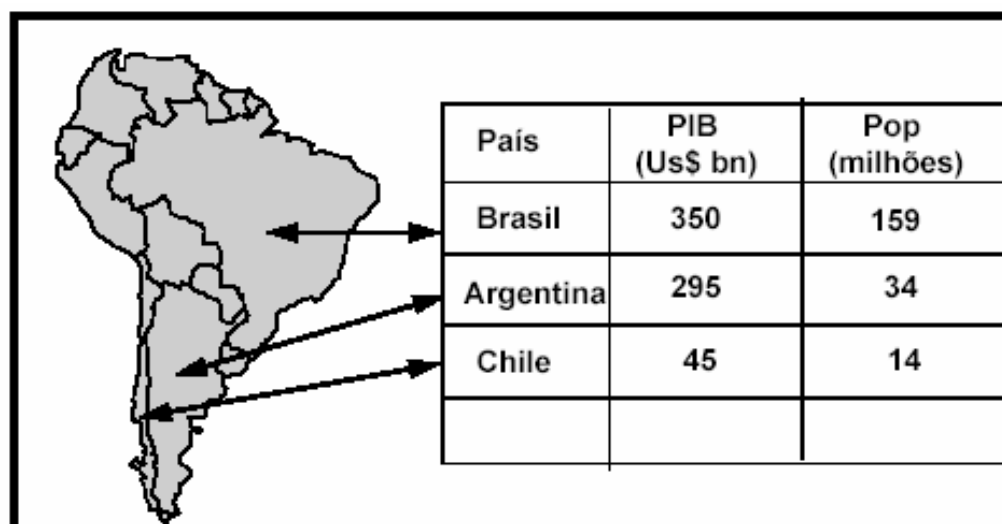 País PIB Pop
(Us$ bn) (milhões)
Brasil 350 159
Argentina 295 34
Chile 45 14